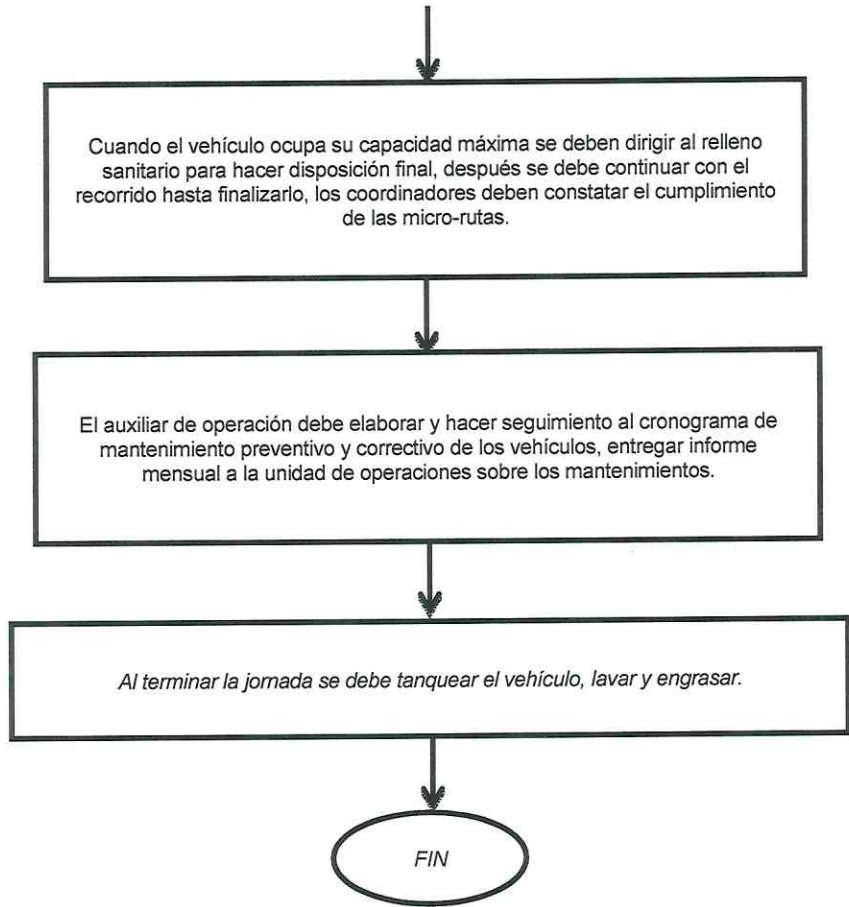 Cuando el vehículo ocupa su capacidad máxima se deben dirigir al relleno
sanitario para hacer disposición final, después se debe continuar con el
recorrido hasta finalizarlo, los coordinadores deben constatar el cumplimiento
de las micro-rutas.
El auxiliar de operación debe elaborar y hacer seguimiento al cronograma de
mantenimiento preventivo y correctivo de los vehículos, entregar informe
mensual a la unidad de operaciones sobre los mantenimientos.
Al terminar la jornada se debe tanquear el vehículo, lavar y engrasar.
FIN